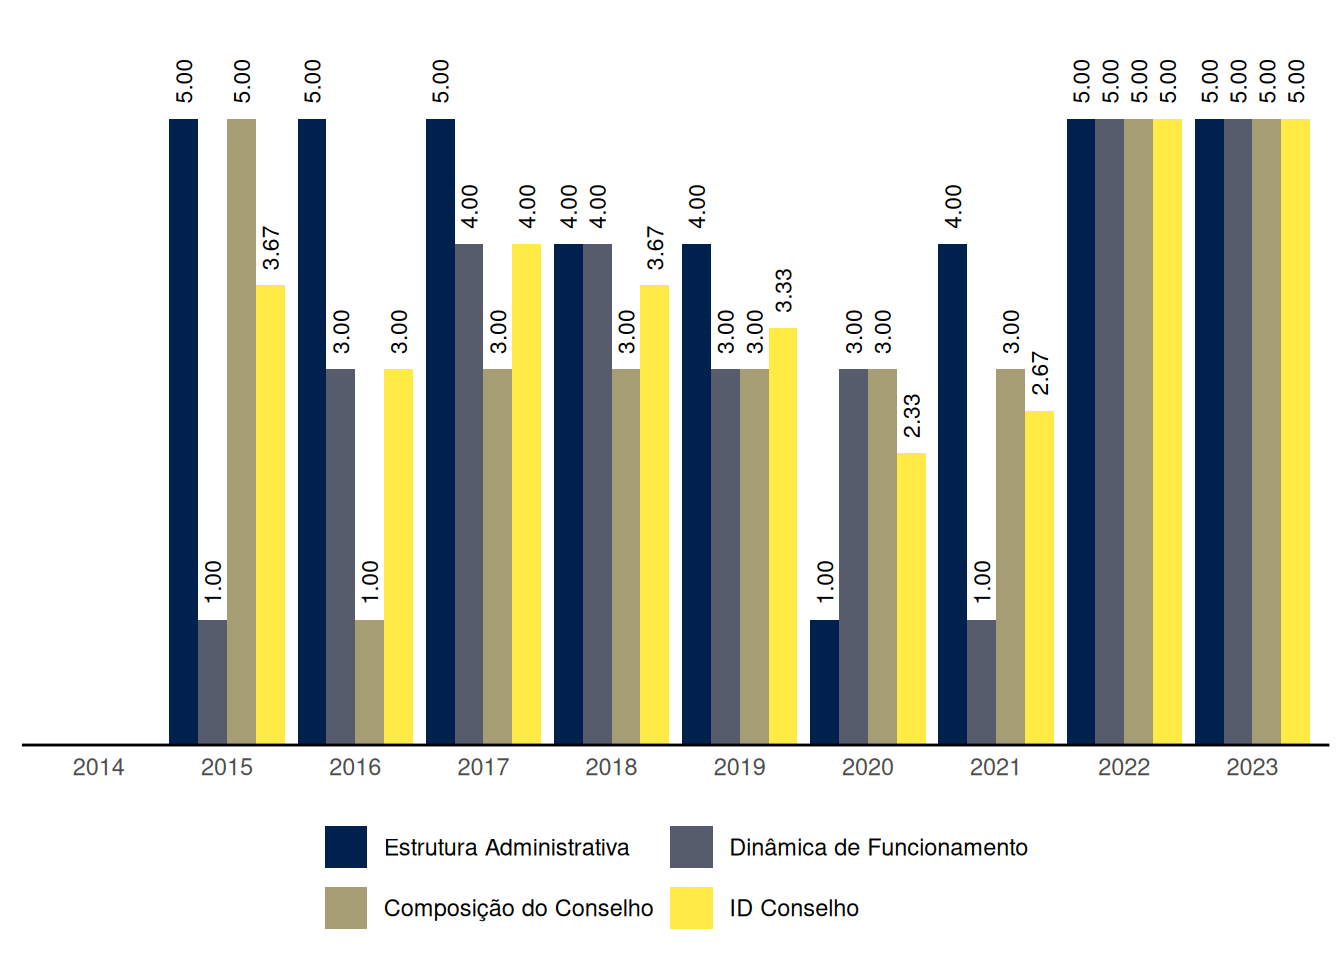 5.00 1.00 5.00 3.67 5.00 3.00 1.00 3.00 5.00 4.00 3.00 4.00 4.00 4.00 3.00 3.67 4.00 3.00 3.00 3.33 1.00 3.00 3.00 2.33 4.00 1.00 3.00 2.67 5.00 5.00 5.00 5.00 5.00 5.00 5.00 5.00
2014 2015 2016 2017 2018 2019 2020 2021 2022 2023
Estrutura Administrativa Dinâmica de Funcionamento
Composição do Conselho ID Conselho